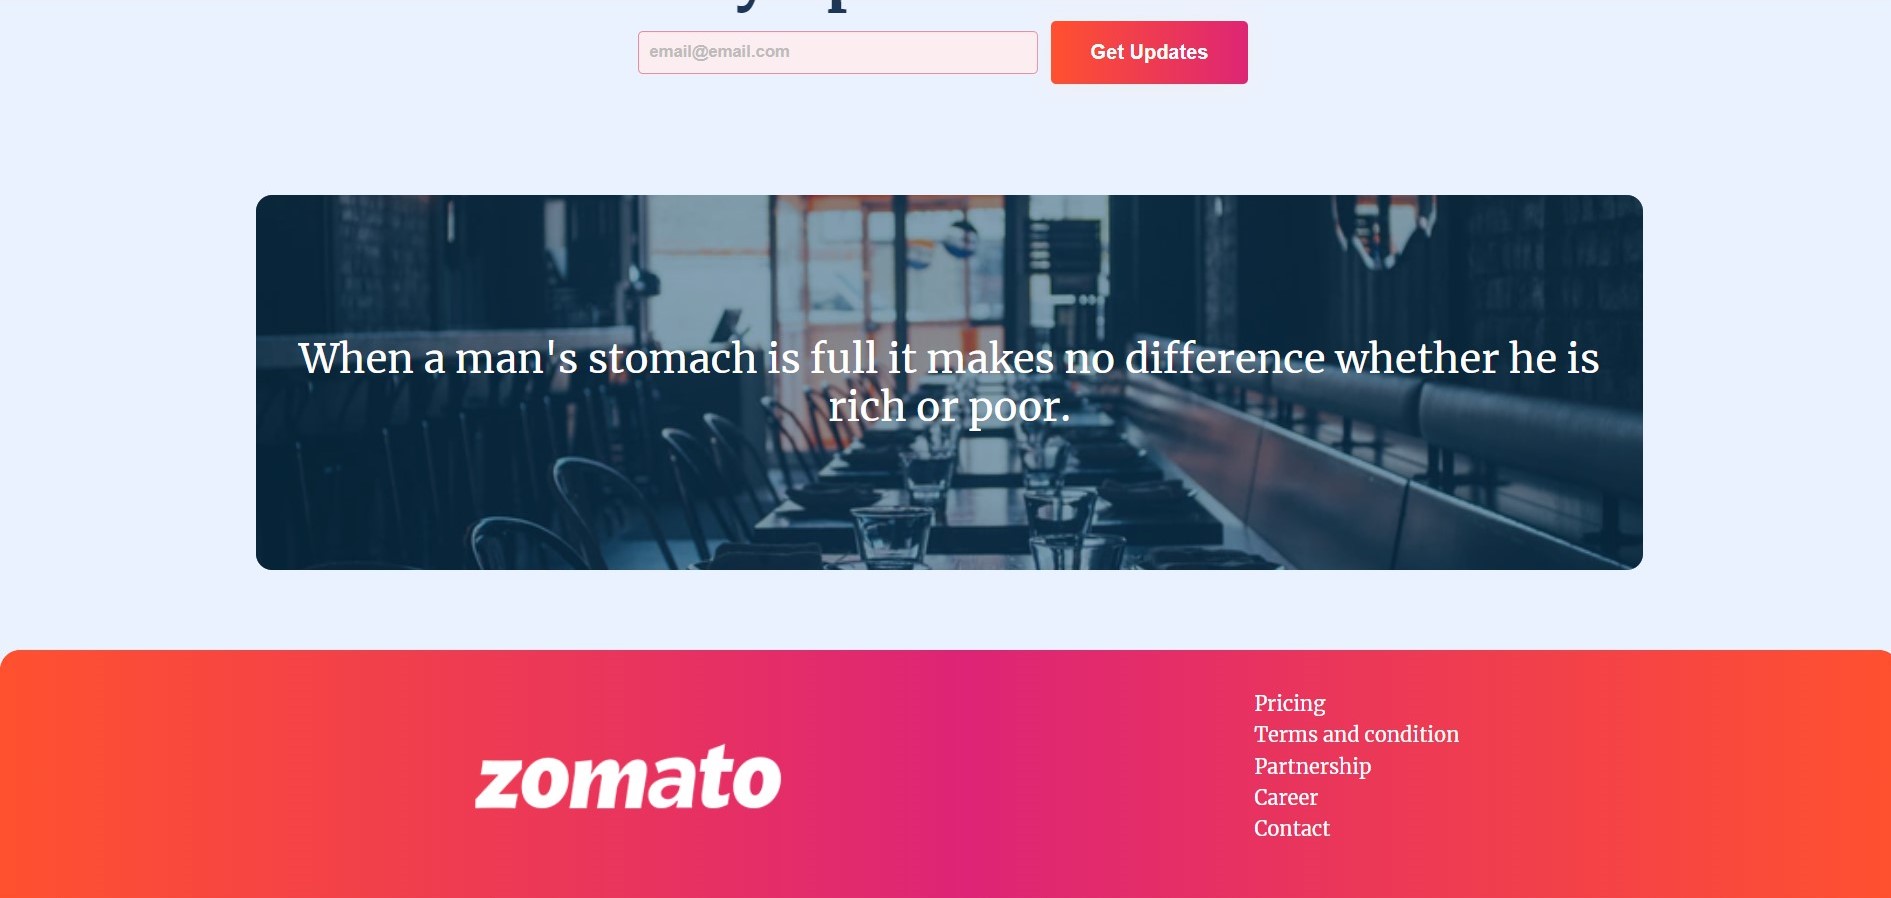 email@email.com
Get Updates
When a man's stomach is full it makes no difference whether he is
rich or poor.
zomato
Pricing
Terms and condition
Partnership
Career
Contact